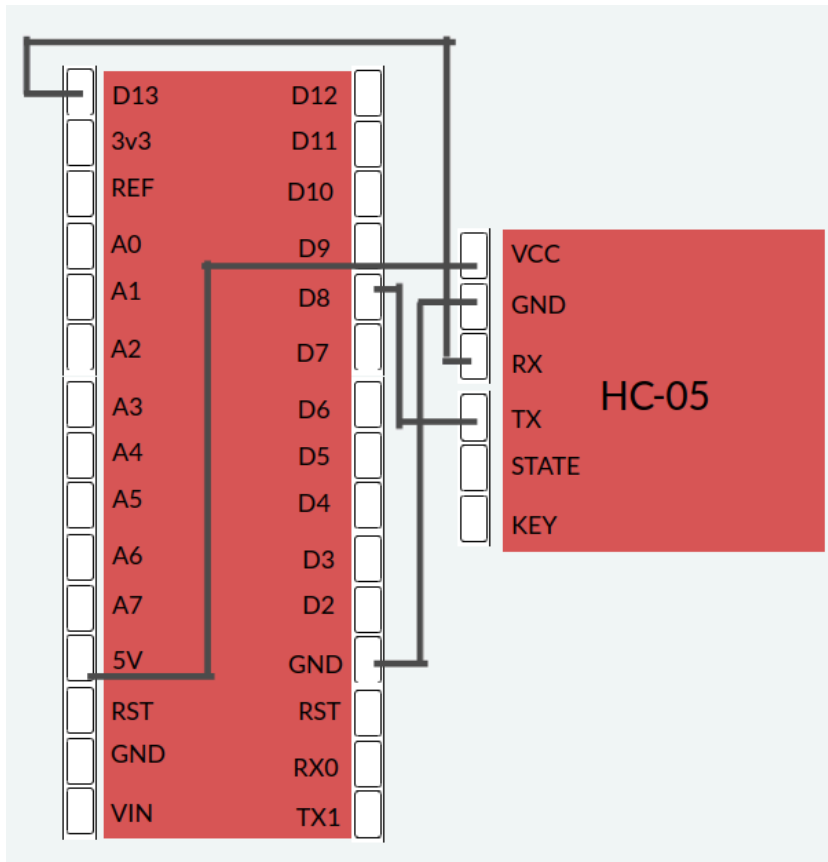 D13
3v3
REF
A0
A1
A2
A3
A4
A5
A6
A7
5V
RST
GND
VIN
D12
D11
D10
D9
D8
D7
D6
D5
D4
D3
D2
GND
RST
RX0
TX1
VCC
GND
RX
TX
STATE
KEY
HC-05